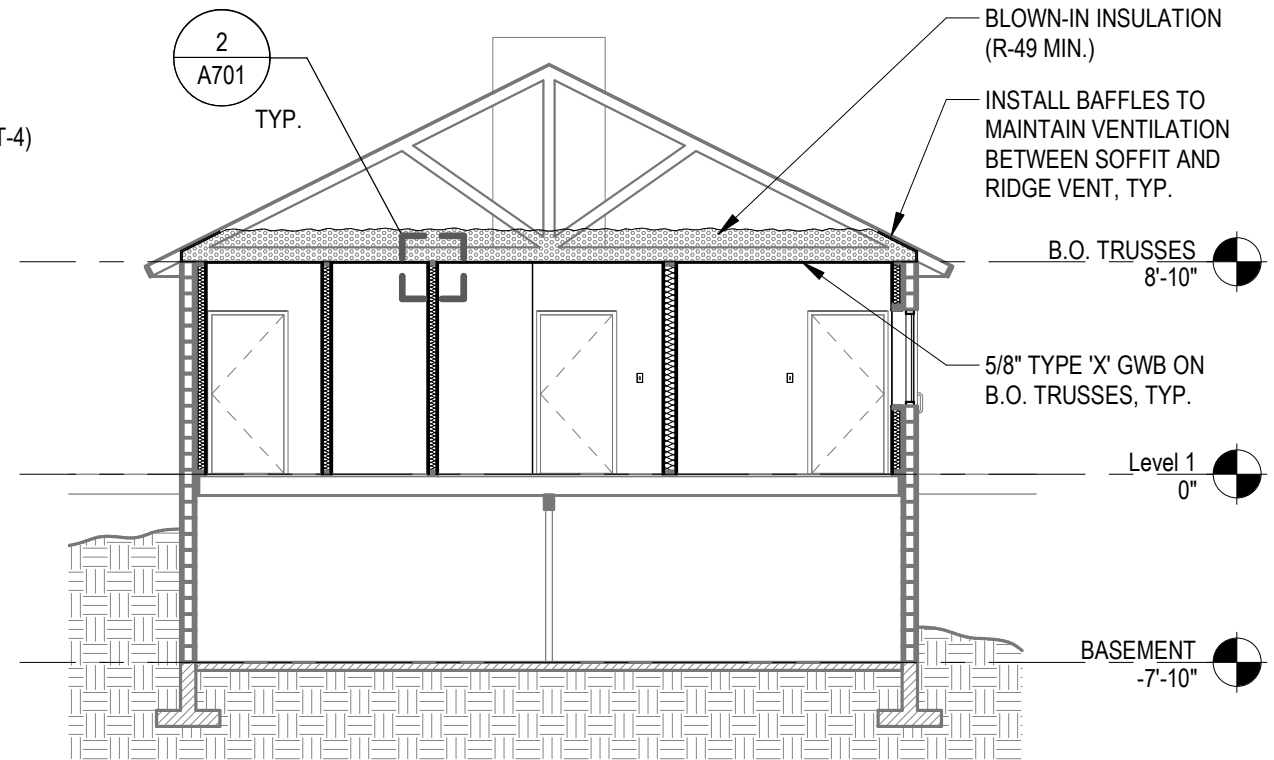 2
A701
TYP.
T-4)
BLOWN-IN INSULATION
(R-49 MIN.)
INSTALL BAFFLES TO
MAINTAIN VENTILATION
BETWEEN SOFFIT AND
RIDGE VENT, TYP.
B.O. TRUSSES
8'-10"
5/8" TYPE 'X' GWB ON
B.O. TRUSSES, TYP.
Level 1
0"
BASEMENT
-7'-10"